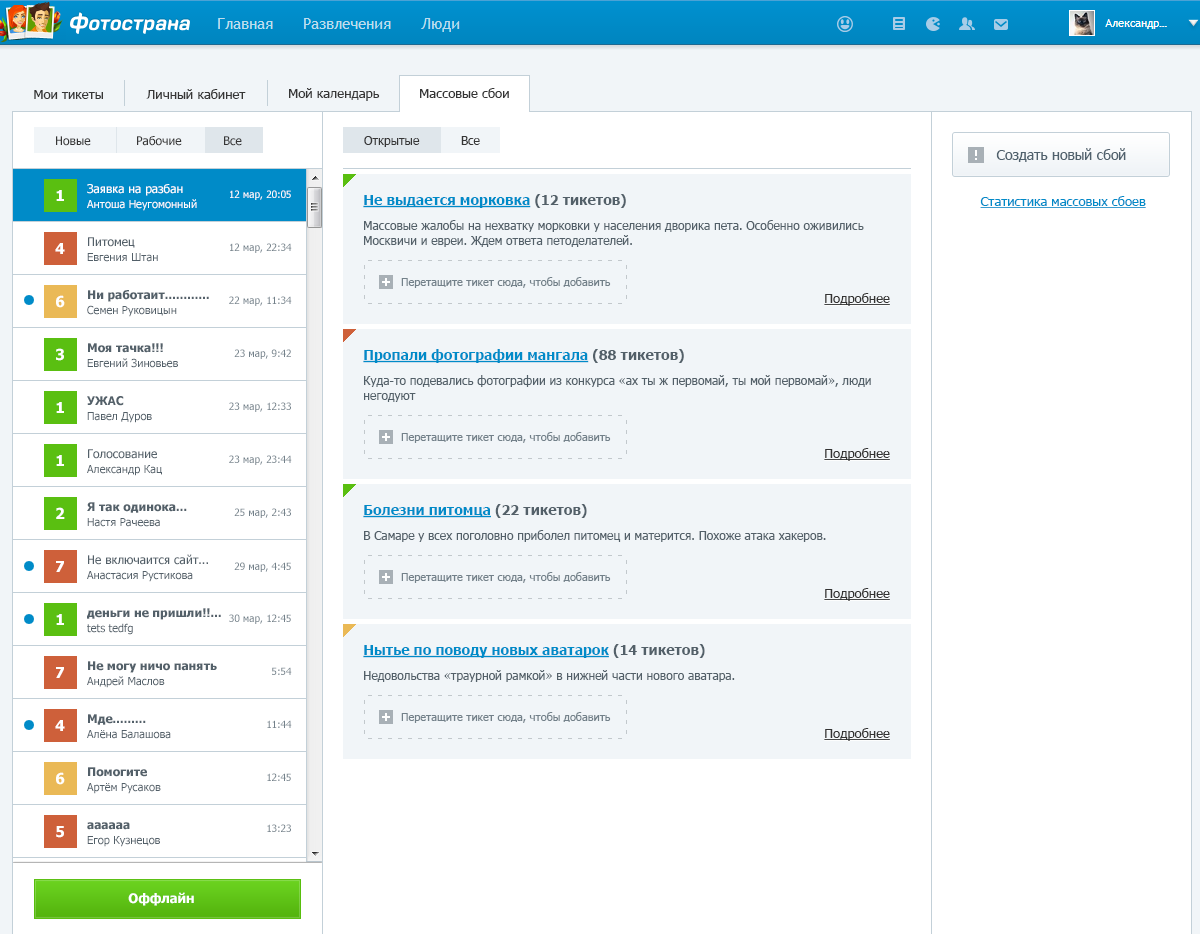 Фотострана
Главная
Развлечения
Люди
Александр...
Мои тикеты
Личный кабинет
Мой календарь
Массовые сбои
Новые
Рабочие
Все
1
Заявка на разбан
Антоша Неугомонный
12 мар, 20:05
4
Питомец
Евгения Штан
12 мар, 22:34
6
Ни работаит............
Семен Руковицын
22 мар, 11:34
3
Моя тачка!!!
Евгений Зиновьев
23 мар, 9:42
1
УЖАС
Павел Дуров
23 мар, 12:33
1
Голосование
Александр Кац
23 мар, 23:44
2
Я так одинока...
Настя Рачеева
25 мар, 2:43
7
Не включаится сайт...
Анастасия Рустикова
29 мар, 4:45
1
деньги не пришли!!...
tets tedfg
30 мар, 12:45
7
Не могу ничо панять
Андрей Маслов
5:54
4
Мде.........
Алёна Балашова
11:44
6
Помогите
Артём Русаков
12:45
5
аааааа
Егор Кузнецов
13:23
Оффлайн
Открытые
Все
Не выдается морковка (12 тикетов)
Массовые жалобы на нехватку морковки у населения дворика пета. Особенно оживились
Москвичи и евреи. Ждем ответа петоделателей.
Перетащите тикет сюда, чтобы добавить
Подробнее
Пропали фотографии мангала (88 тикетов)
Куда-то подевались фотографии из конкурса «ах ты ж первомай, ты мой первомай», люди
негодуют
Перетащите тикет сюда, чтобы добавить
Подробнее
Болезни питомца (22 тикетов)
В Самаре у всех поголовно приболел питомец и матерится. Похоже атака хакеров.
Перетащите тикет сюда, чтобы добавить
Подробнее
Нытье по поводу новых аватарок (14 тикетов)
Недовольства «траурной рамкой» в нижней части нового аватара.
Перетащите тикет сюда, чтобы добавить
Подробнее
Создать новый сбой
Статистика массовых сбоев